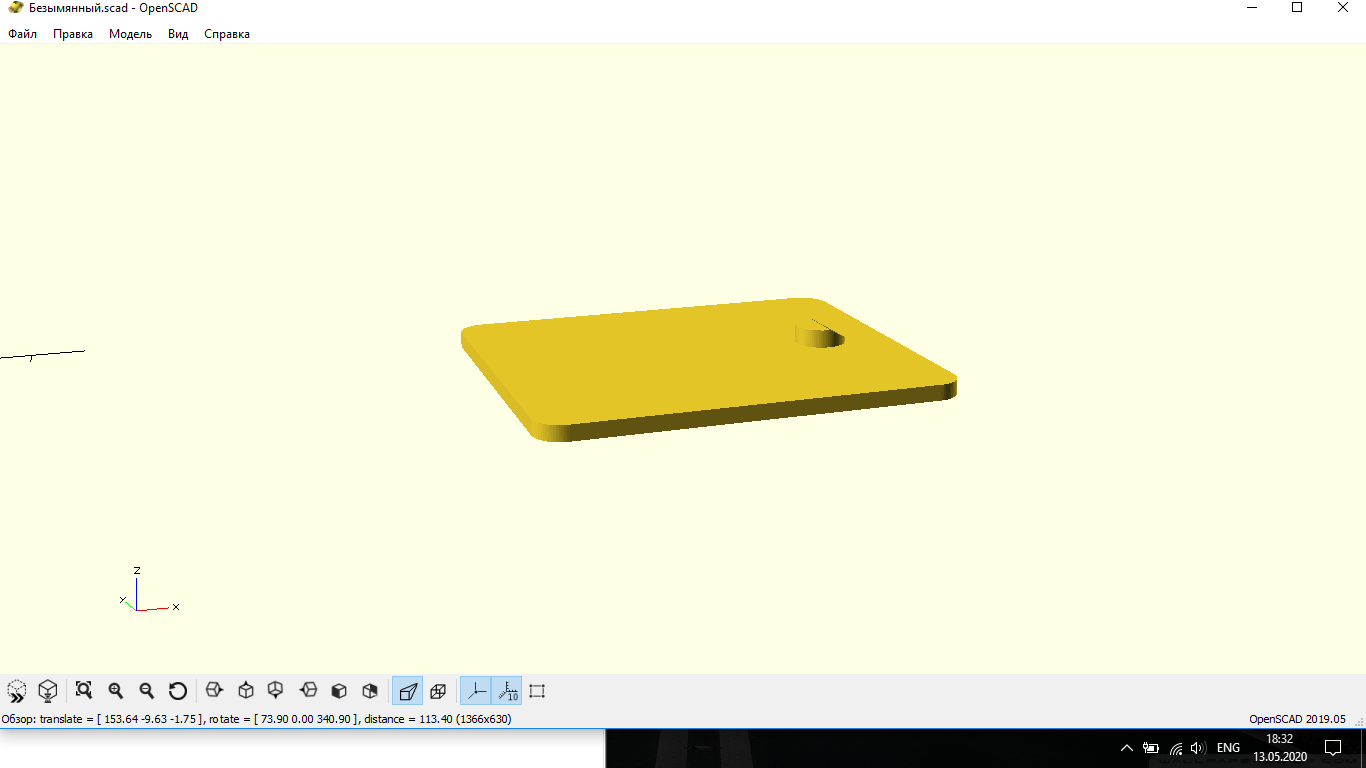 Безымянный.scad - OpenSCAD
Файл Правка Модель Вид Справка
Z
Y
X
10
Обзор: translate = [ 153.64 -9.63 -1.75 ], rotate = [ 73.90 0.00 340.90 ], distance = 113.40 (1366x630)
OpenSCAD 2019.05
ENG
18:32
13.05.2020